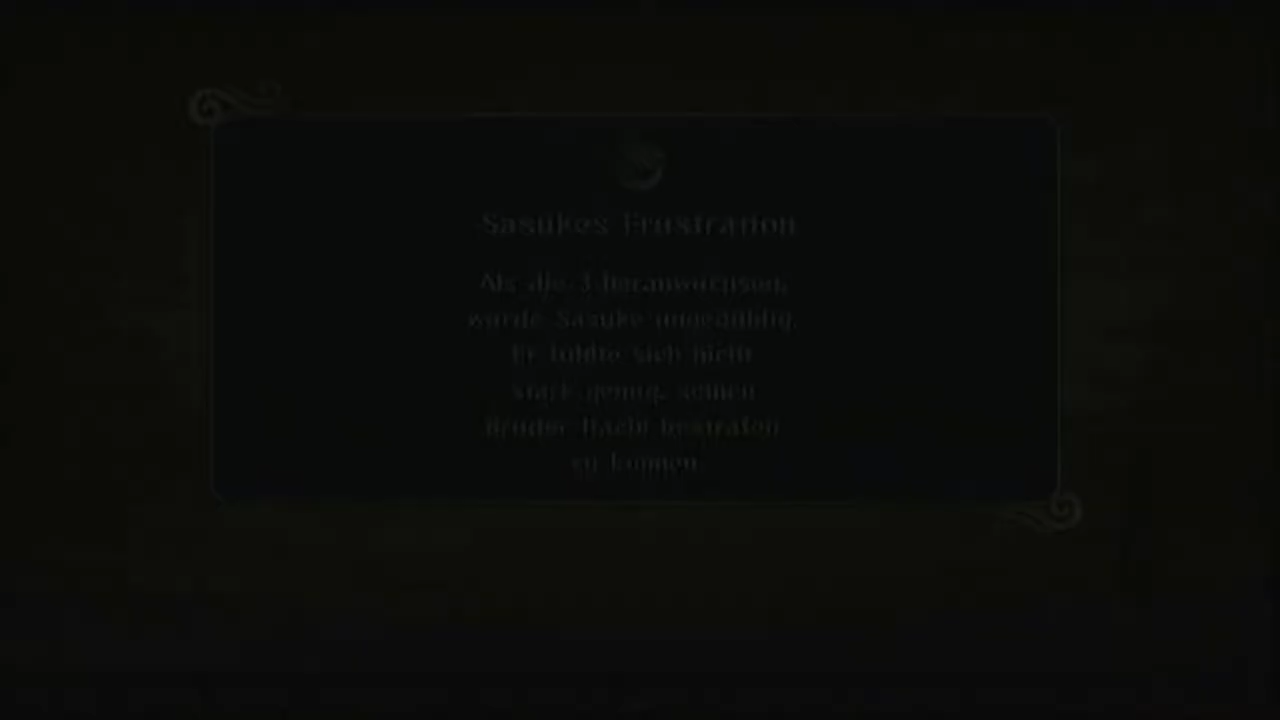 Sasukes Frustration
Als die 3 heranwuchsen,
wurde Sasuke ungeduldig.
Er fühlte sich nicht
stark genug, seinen
Bruder Itachi bestrafen
zu können